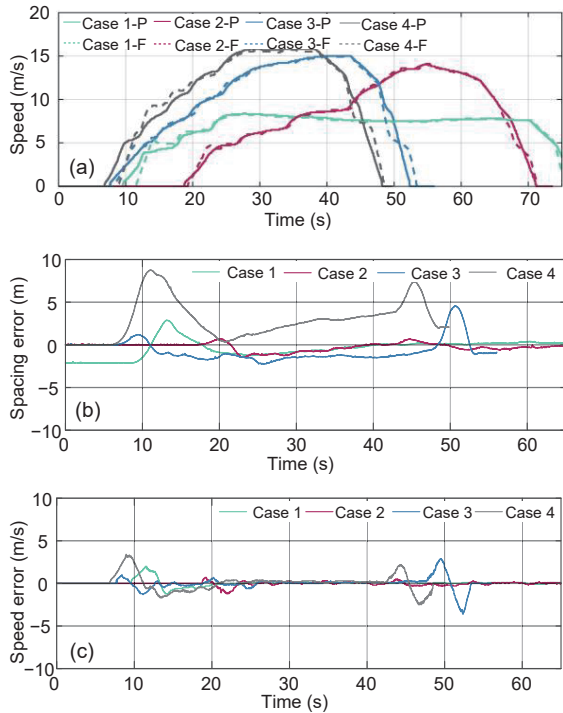 Case 1-P Case 2-P Case 3-P Case 4-P
Case 1-F Case 2-F Case 3-F Case 4-F
Speed (m/s)
20
15
10
5
0
(a)
0 10 20 30 40 50 60 70
Time (s)
Case 1 Case 2 Case 3 Case 4
Spacing error (m)
10
5
0
−5
−10
(b)
0 10 20 30 40 50 60
Time (s)
Case 1 Case 2 Case 3 Case 4
Speed error (m/s)
10
5
0
−5
−10
(c)
0 10 20 30 40 50 60
Time (s)